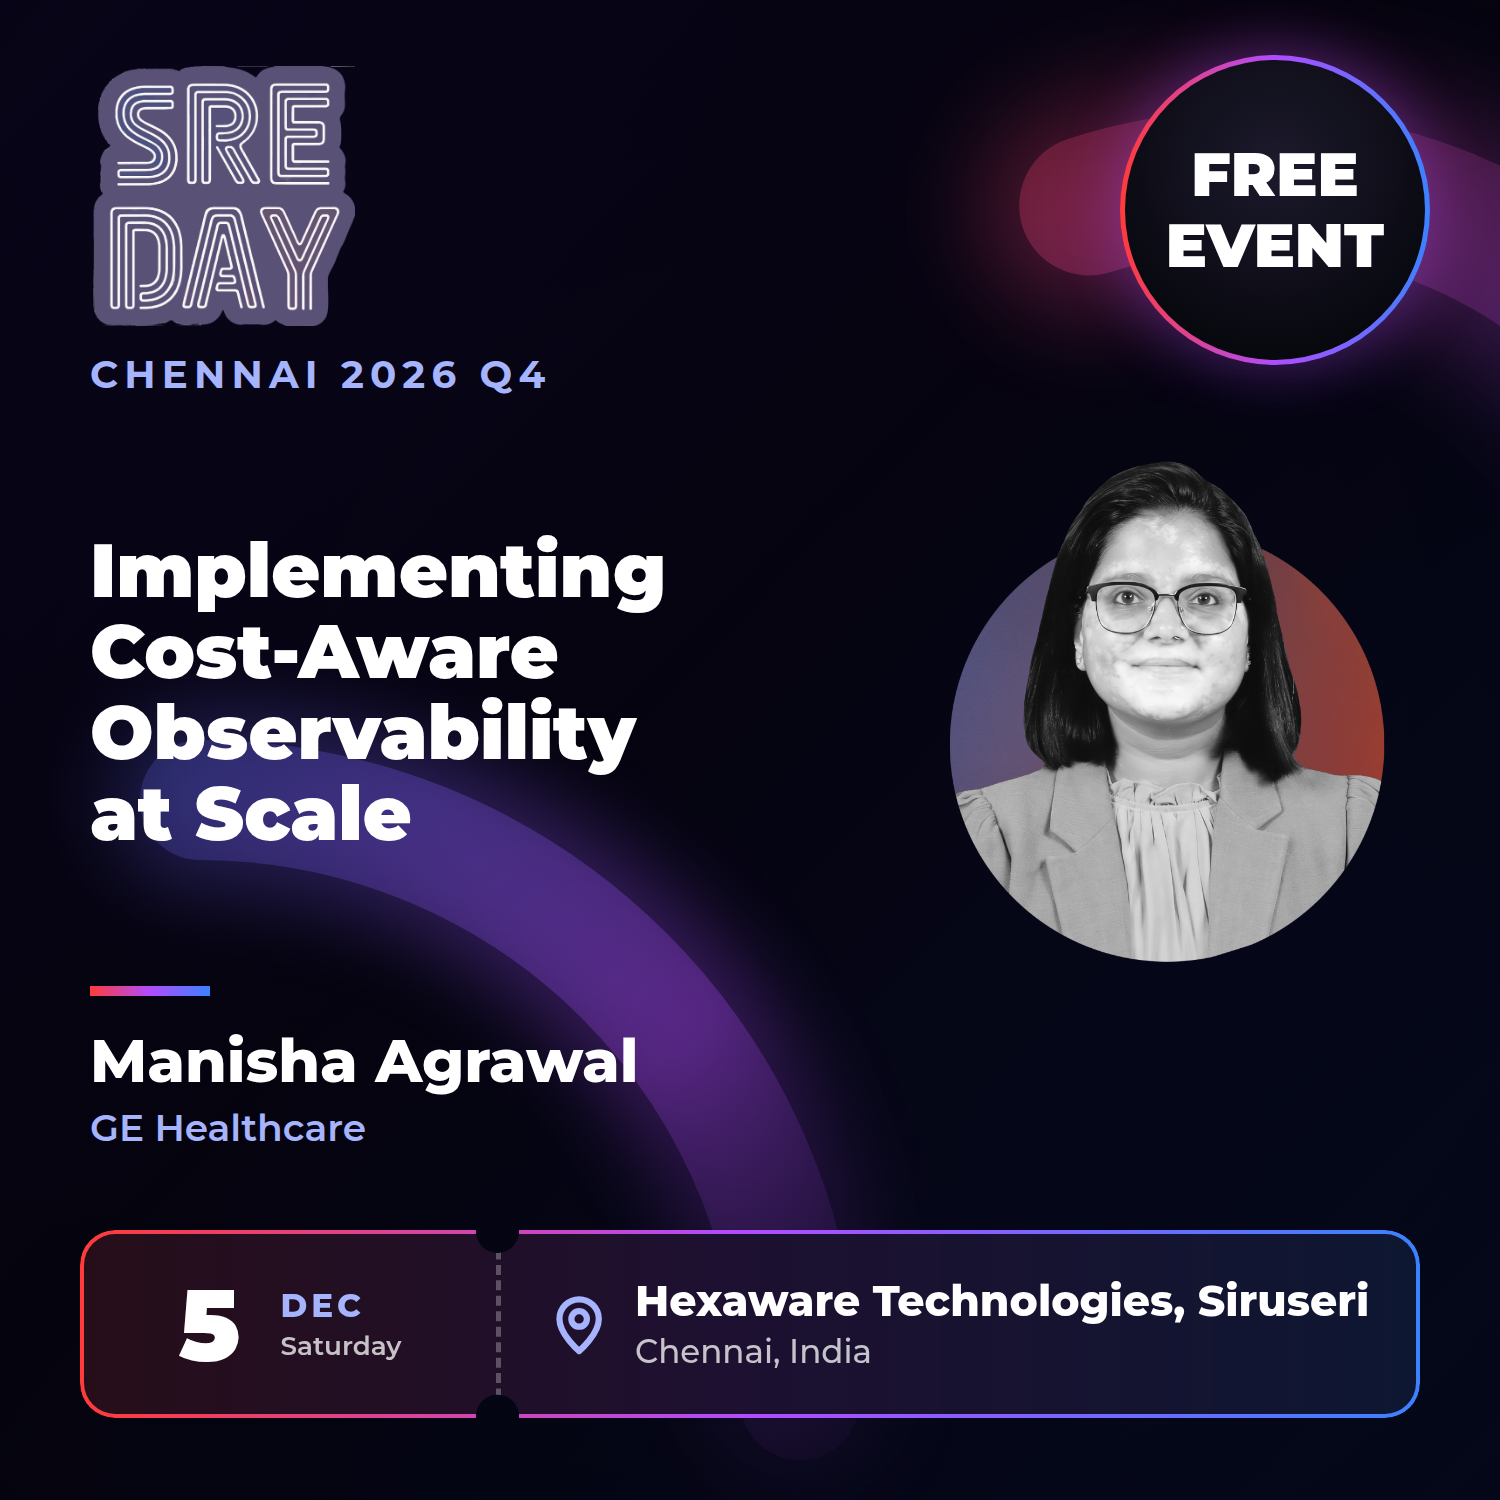 SRE
DAY
CHENNAI 2026 Q4
FREE
EVENT
Implementing
Cost-Aware
Observability
at Scale
Manisha Agrawal
GE Healthcare
5
DEC
Saturday
Hexaware Technologies, Siruseri
Chennai, India